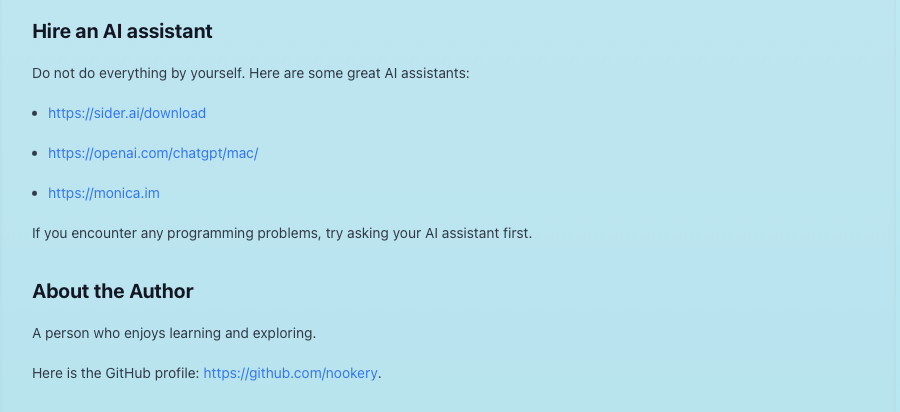 Hire an AI assistant
Do not do everything by yourself. Here are some great AI assistants:
• https://sider.ai/download
• https://openai.com/chatgpt/mac/
• https://monica.im
If you encounter any programming problems, try asking your AI assistant first.
About the Author
A person who enjoys learning and exploring.
Here is the GitHub profile: https://github.com/nookery.